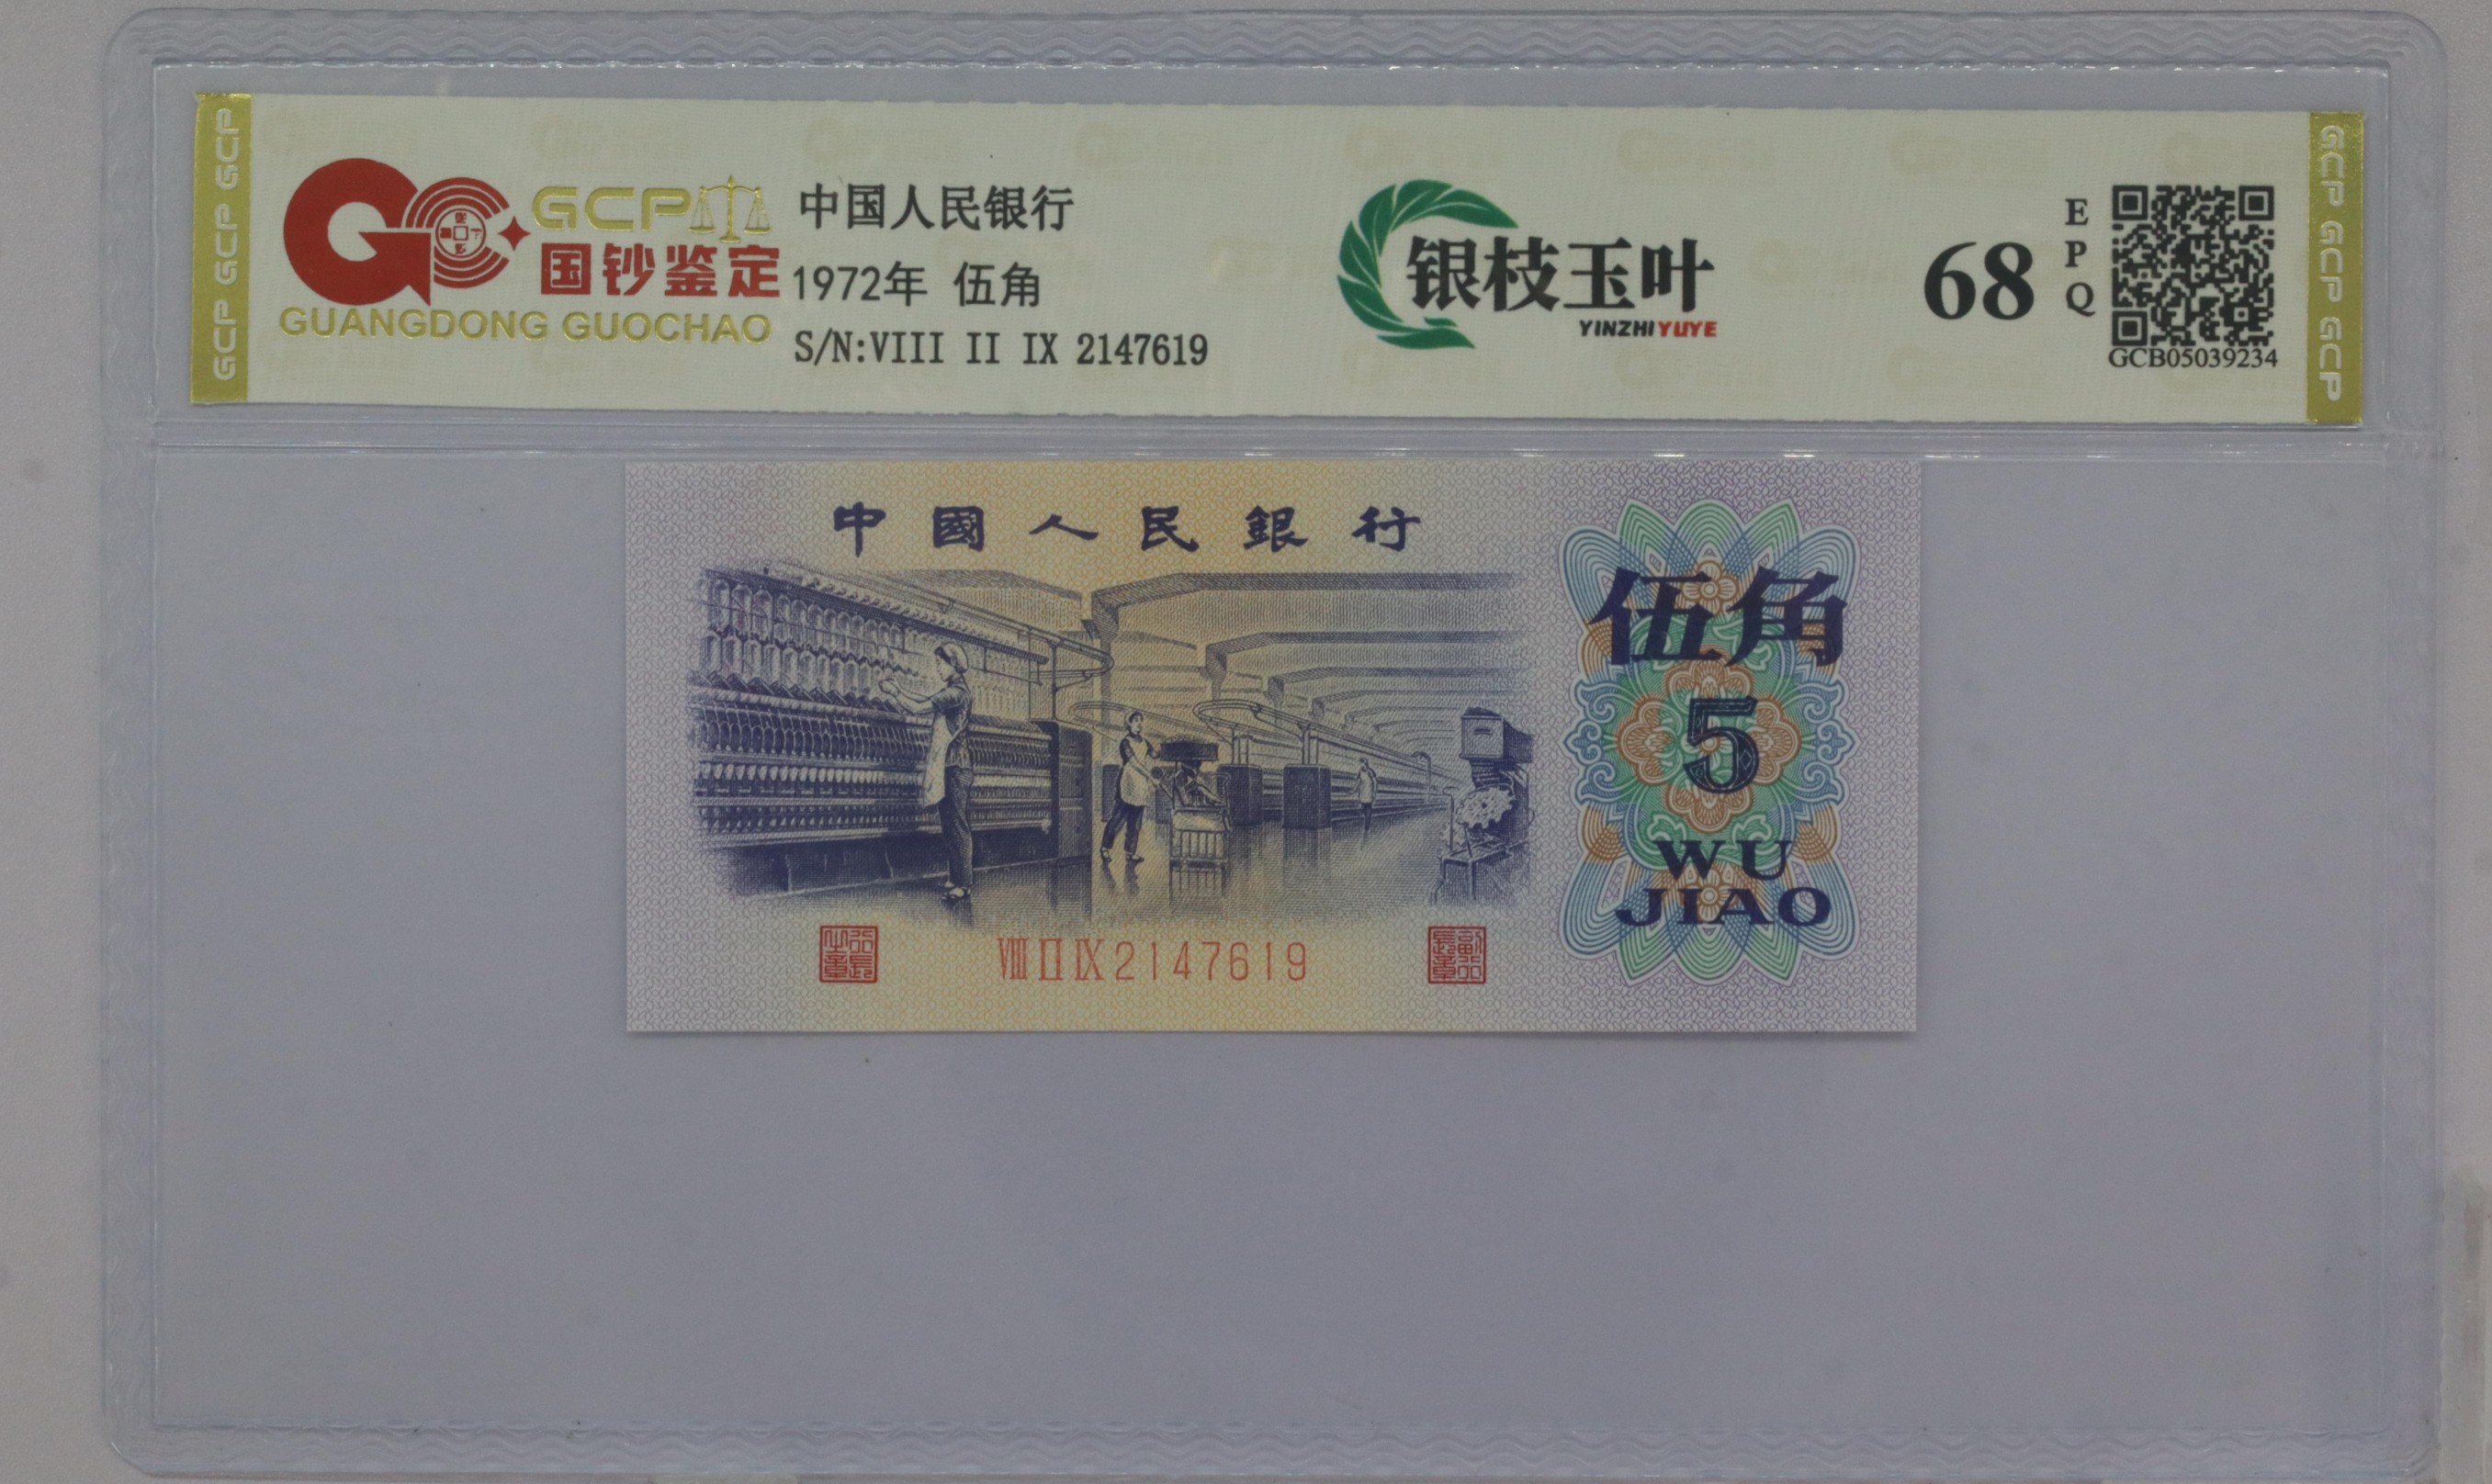 GCP GCP GCP
GCP
国钞鉴定
GUANGDONG GUOCHAO
中国人民银行
1972年 伍角
S/N:VIII II IX 2147619
银枝玉叶
YINZHIYUYE
68
EPQ
GCB05039234
GCP GCP GCP GCP
中國人民銀行
伍角
5
WU
JIAO
VIII II IX 2147619